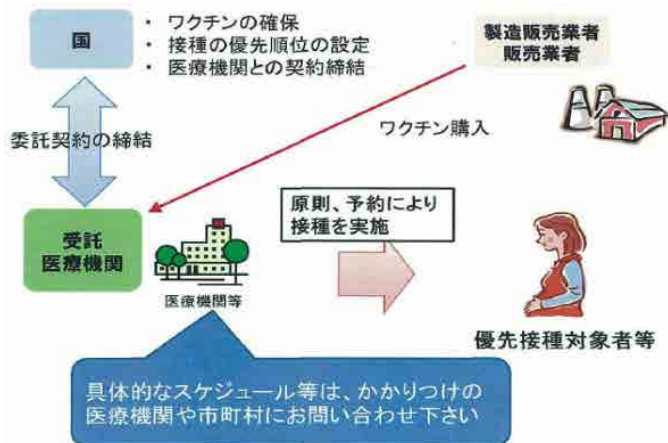 国
・ ワクチンの確保
・ 接種の優先順位の設定
・ 医療機関との契約締結
製造販売業者
販売業者
委託契約の締結
ワクチン購入
受託
医療機関
医療機関等
原則、予約により
接種を実施
優先接種対象者等
具体的なスケジュール等は、かかりつけの
医療機関や市町村にお問い合わせ下さい